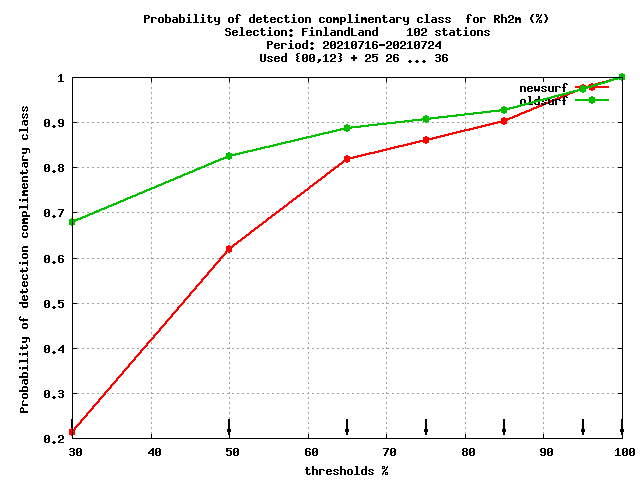 Probability of detection complimentary class  for Rh2m (%)
Selection: FinlandLand    102 stations
Period: 20210716-20210724
Used {00,12} + 25 26 ... 36
newsurf
oldsurf
Probability of detection complimentary class
1
0.9
0.8
0.7
0.6
0.5
0.4
0.3
0.2
30 40 50 60 70 80 90 100
thresholds %